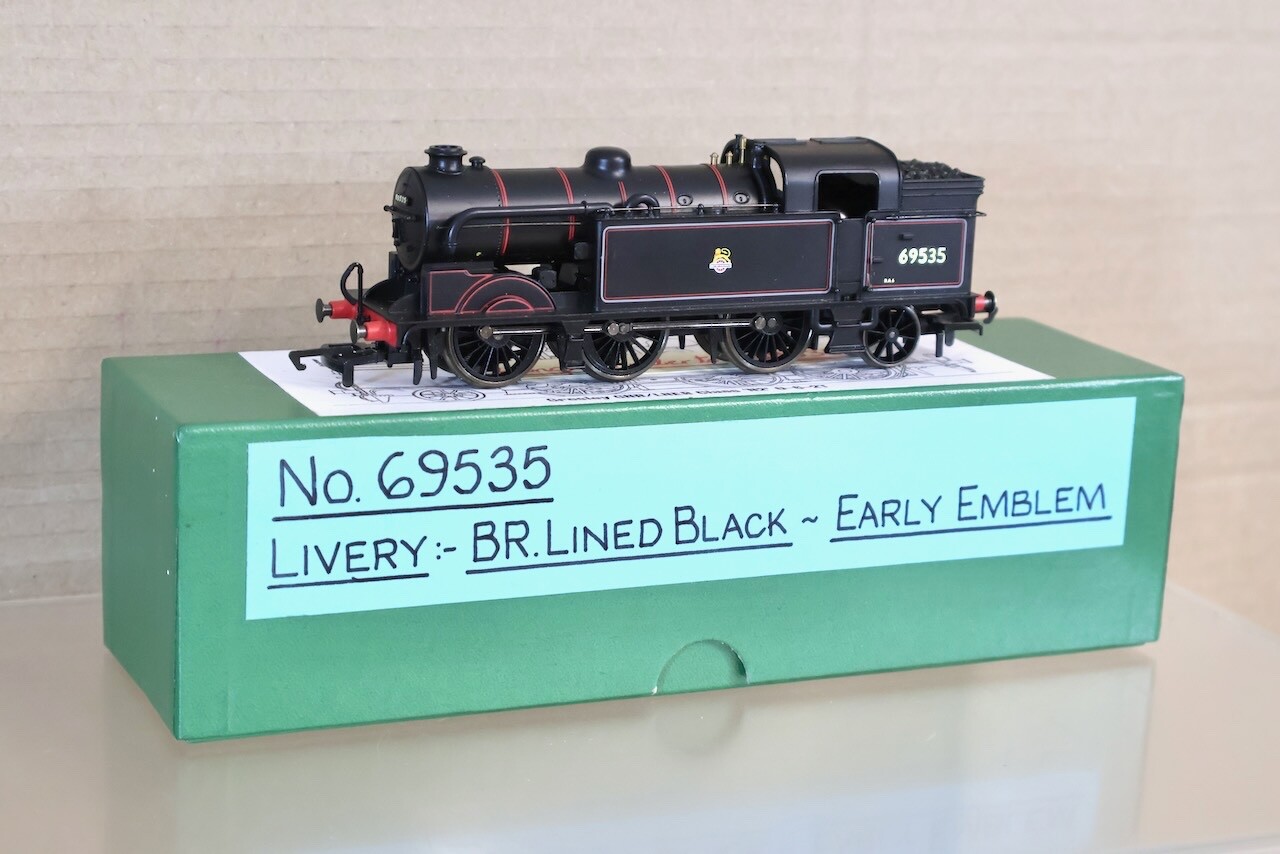 69535
No. 69535
LIVERY:- BR. LINED BLACK ~ EARLY EMBLEM